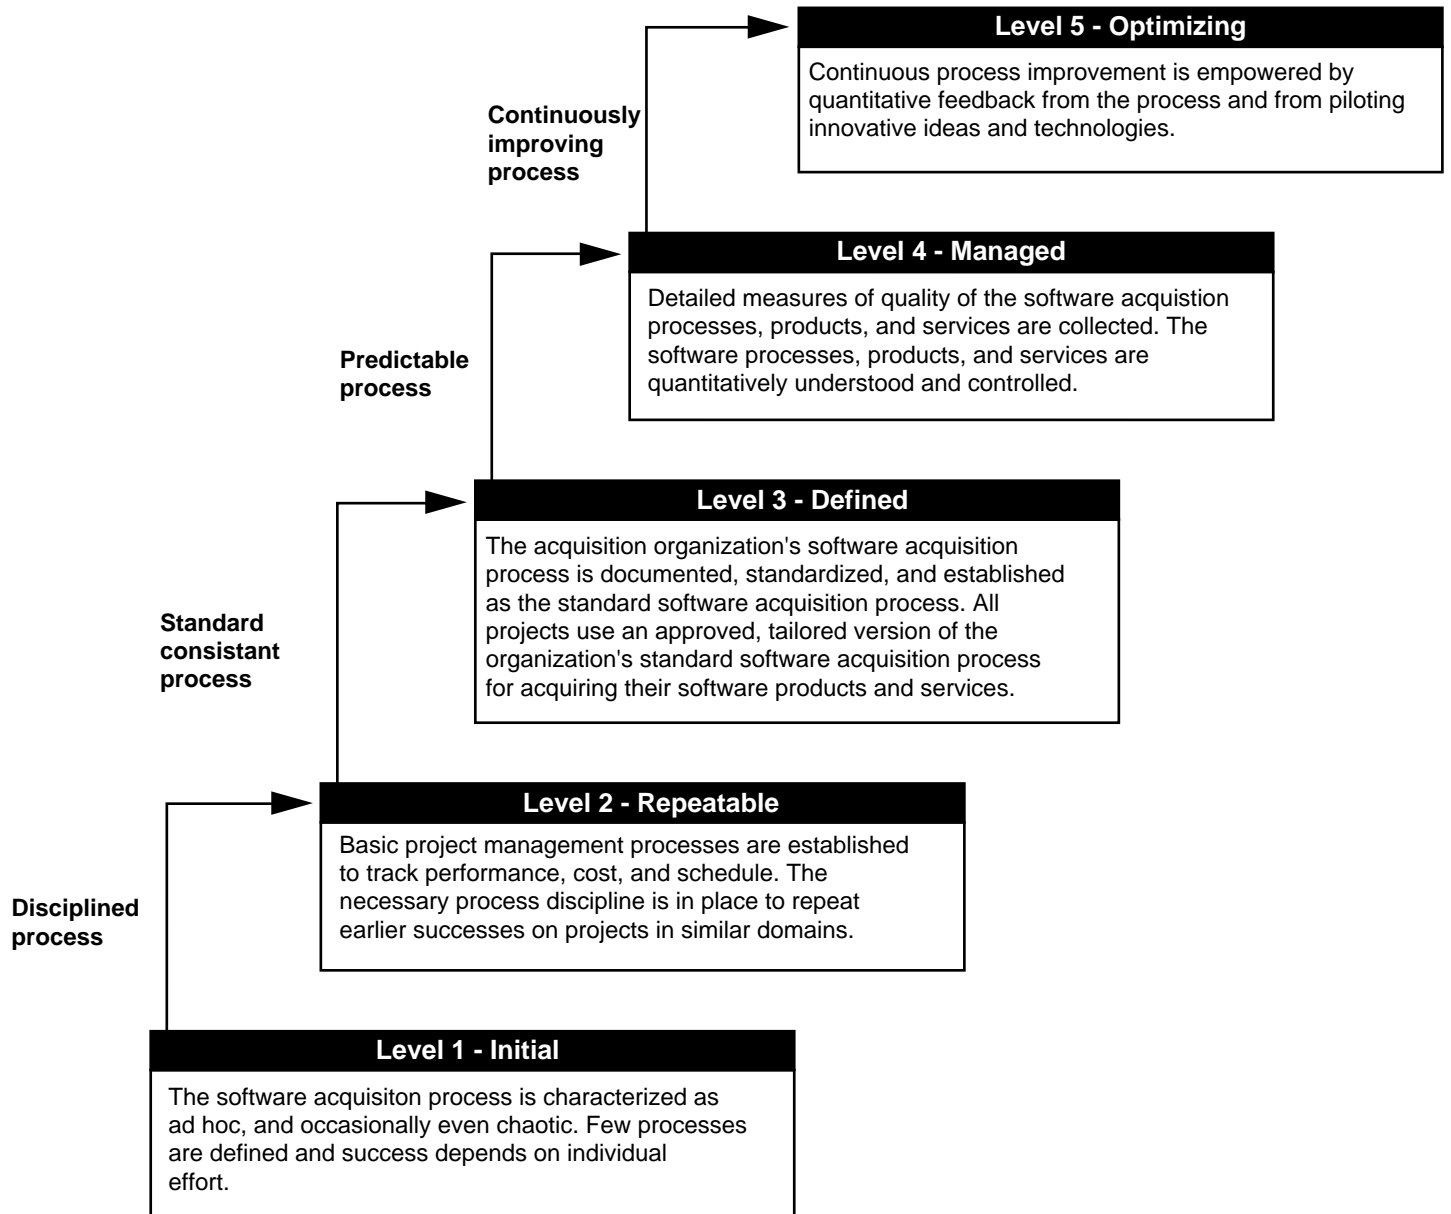 Level 5 - Optimizing
Continuous process improvement is empowered by
quantitative feedback from the process and from piloting
innovative ideas and technologies.
Continuously
improving
process
Level 4 - Managed
Detailed measures of quality of the software acquistion
processes, products, and services are collected. The
software processes, products, and services are
quantitatively understood and controlled.
Predictable
process
Level 3 - Defined
The acquisition organization's software acquisition
process is documented, standardized, and established
as the standard software acquisition process. All
projects use an approved, tailored version of the
organization's standard software acquisition process
for acquiring their software products and services.
Standard
consistant
process
Level 2 - Repeatable
Basic project management processes are established
to track performance, cost, and schedule. The
necessary process discipline is in place to repeat
earlier successes on projects in similar domains.
Disciplined
process
Level 1 - Initial
The software acquisiton process is characterized as
ad hoc, and occasionally even chaotic. Few processes
are defined and success depends on individual
effort.